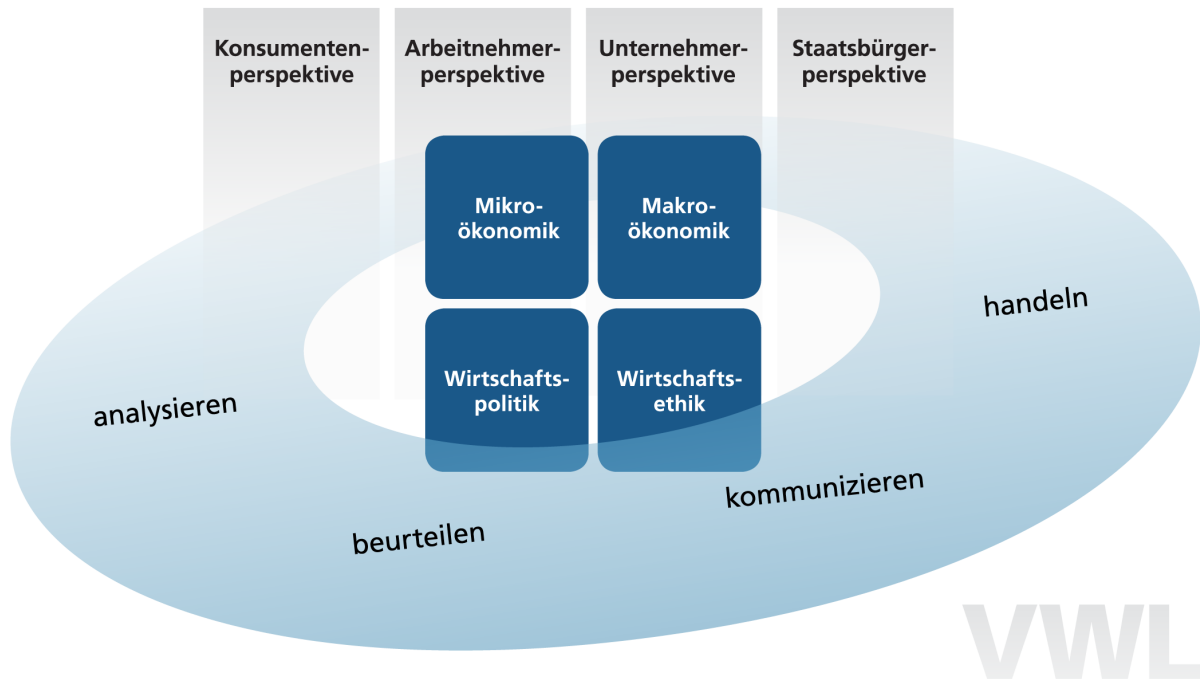 Konsumenten-
perspektive
Arbeitnehmer-
perspektive
Unternehmer-
perspektive
Staatsbürger-
perspektive
Mikro-
ökonomik
Makro-
ökonomik
Wirtschafts-
politik
Wirtschafts-
ethik
analysieren
beurteilen
kommunizieren
handeln
VWL